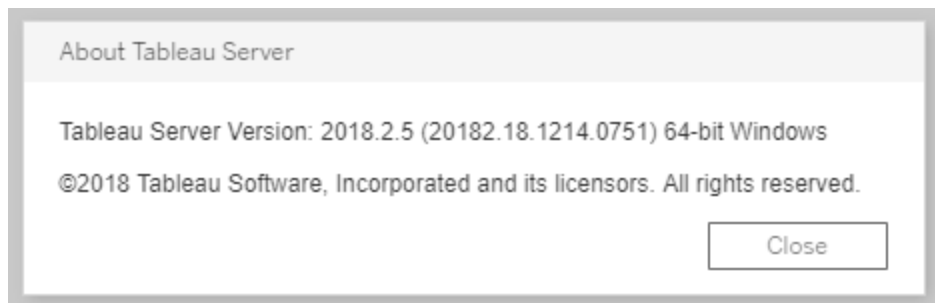 About Tableau Server
Tableau Server Version: 2018.2.5 (20182.18.1214.0751) 64-bit Windows
©2018 Tableau Software, Incorporated and its licensors. All rights reserved.
Close